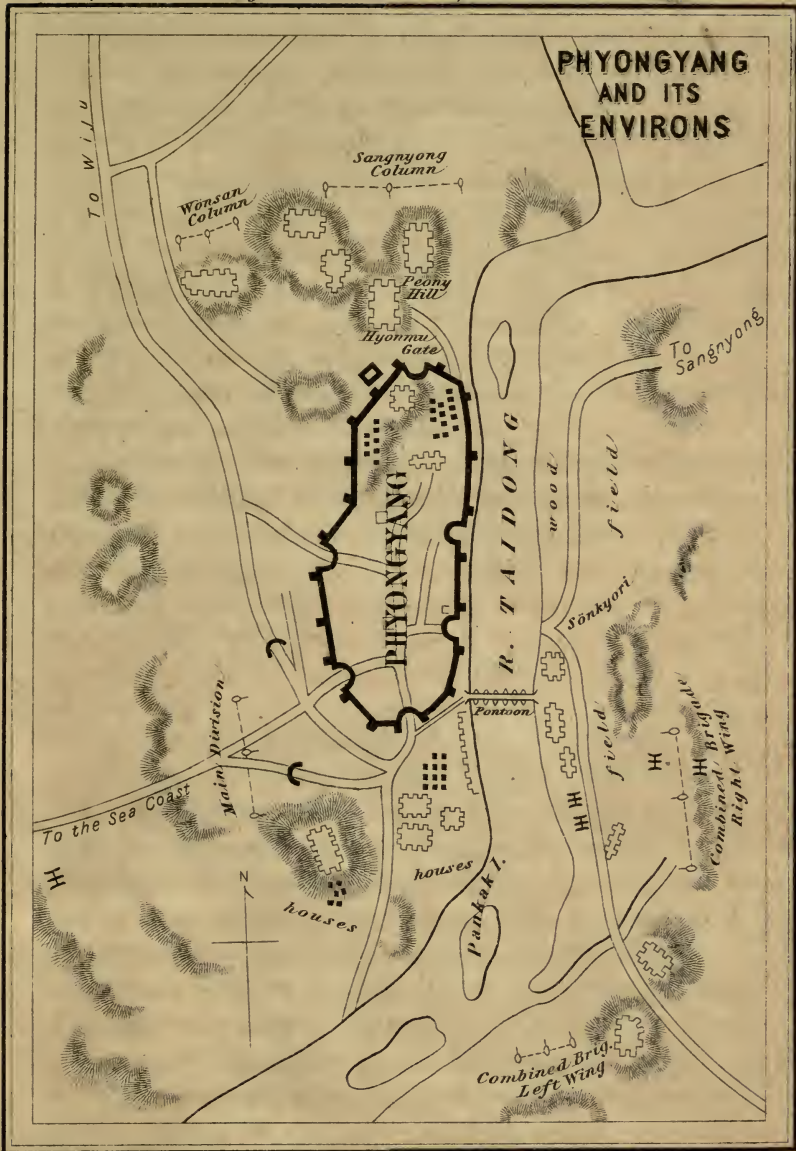 PHYONGYANG
AND ITS
ENVIRONS
To Wiju
Sangnyong
Column
Wonsan
Column
Peony
Hill
Hyonmu
Gate
To
Sangnyong
PHYONGYANG
R. TAIDONG
wood
field
Sönkyori
Pontoon
field
Main Division
To the Sea Coast
Combined Brigade
Right Wing
houses
houses
N
Pankak I.
Combined Brig.
Left Wing